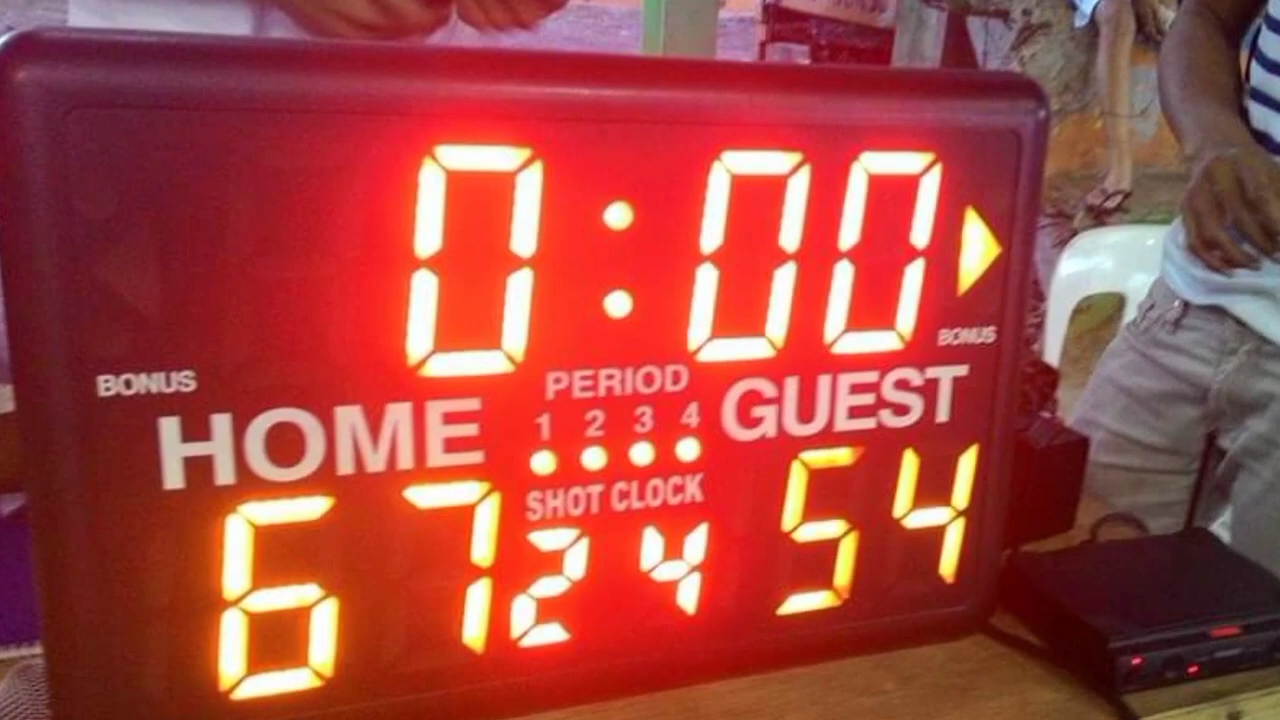 0:00
BONUS PERIOD BONUS
HOME 1 2 3 4 GUEST
SHOT CLOCK
67 24 54